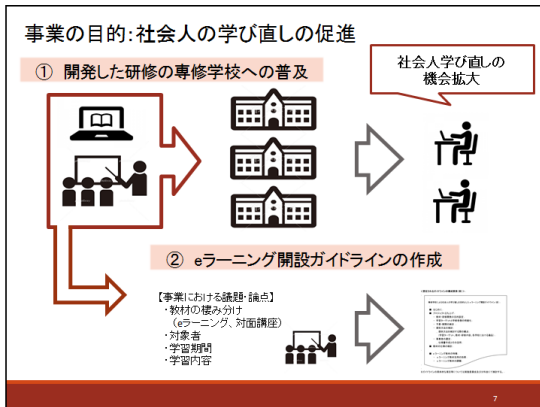 事業の目的:社会人の学び直しの促進
① 開発した研修の専修学校への普及
社会人学び直しの
機会拡大
② eラーニング開設ガイドラインの作成
【事業における議題・論点】
・教材の棲み分け
（eラーニング、対面講座）
・対象者
・学習期間
・学習内容
7